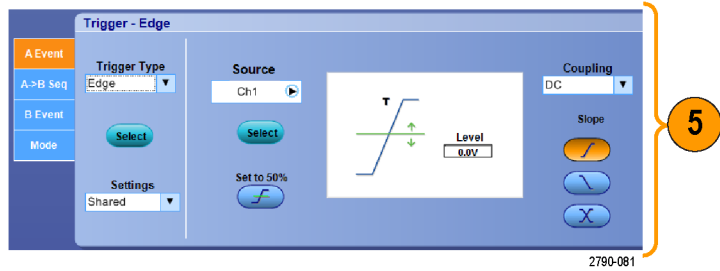 Trigger - Edge
A Event
A->B Seq
B Event
Mode
Trigger Type
Edge
Select
Settings
Shared
Source
Ch1
Select
Set to 50%
T
Level
0.0V
Coupling
DC
Slope
5
2790-081